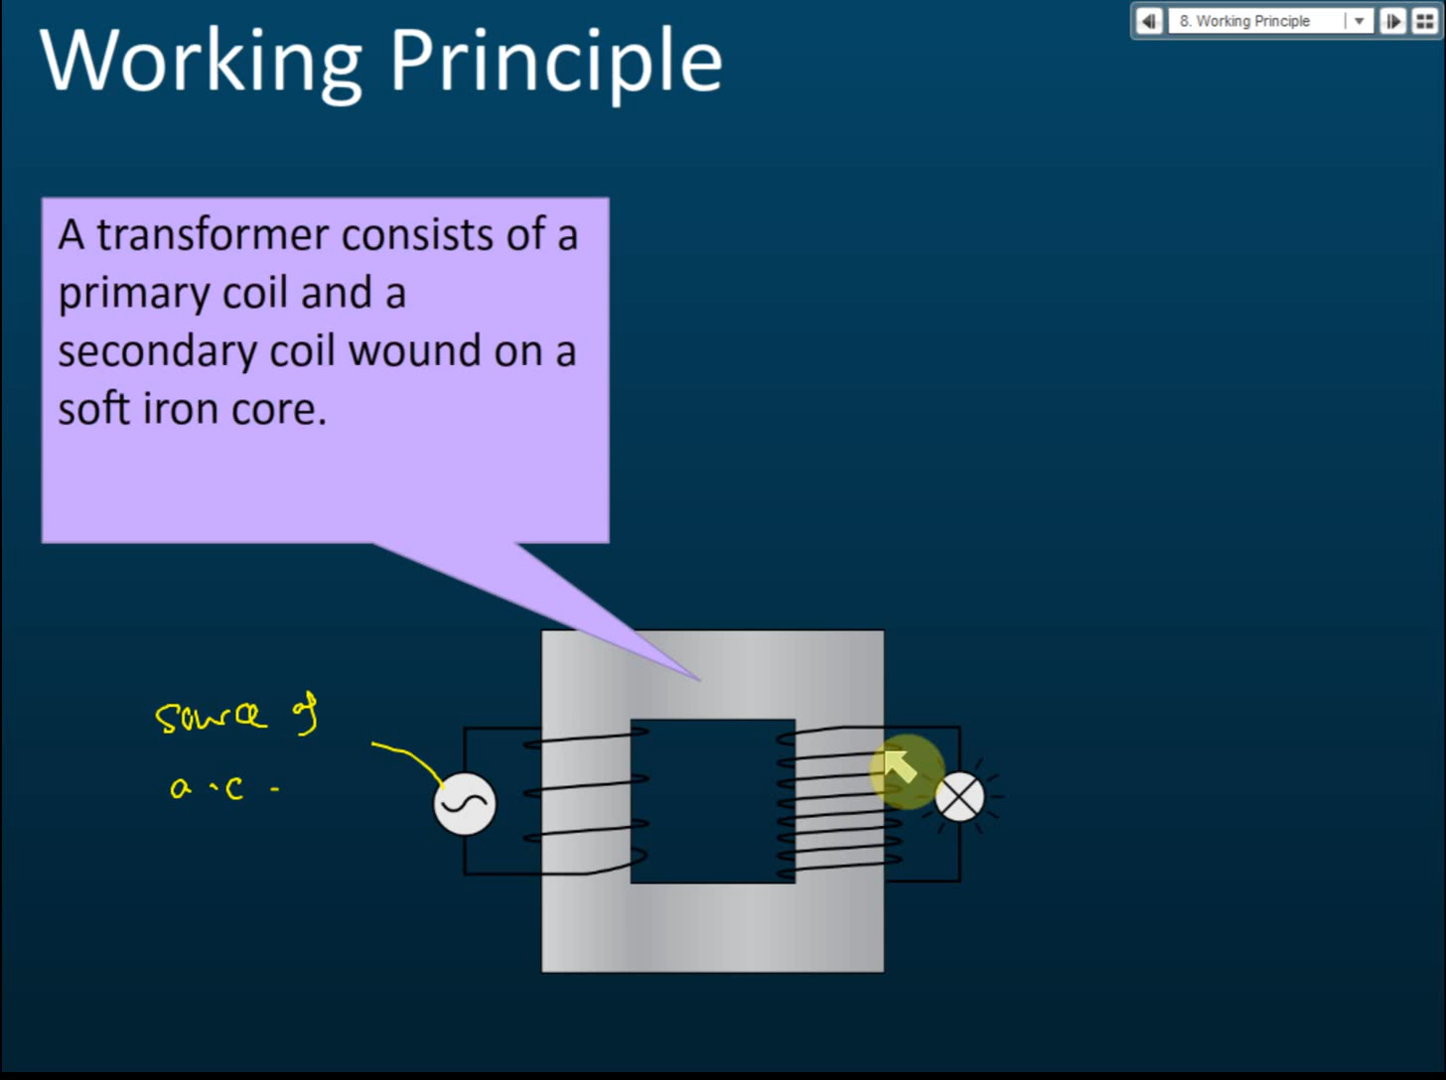 Working Principle
8. Working Principle
A transformer consists of a
primary coil and a
secondary coil wound on a
soft iron core.
source of
a.c.